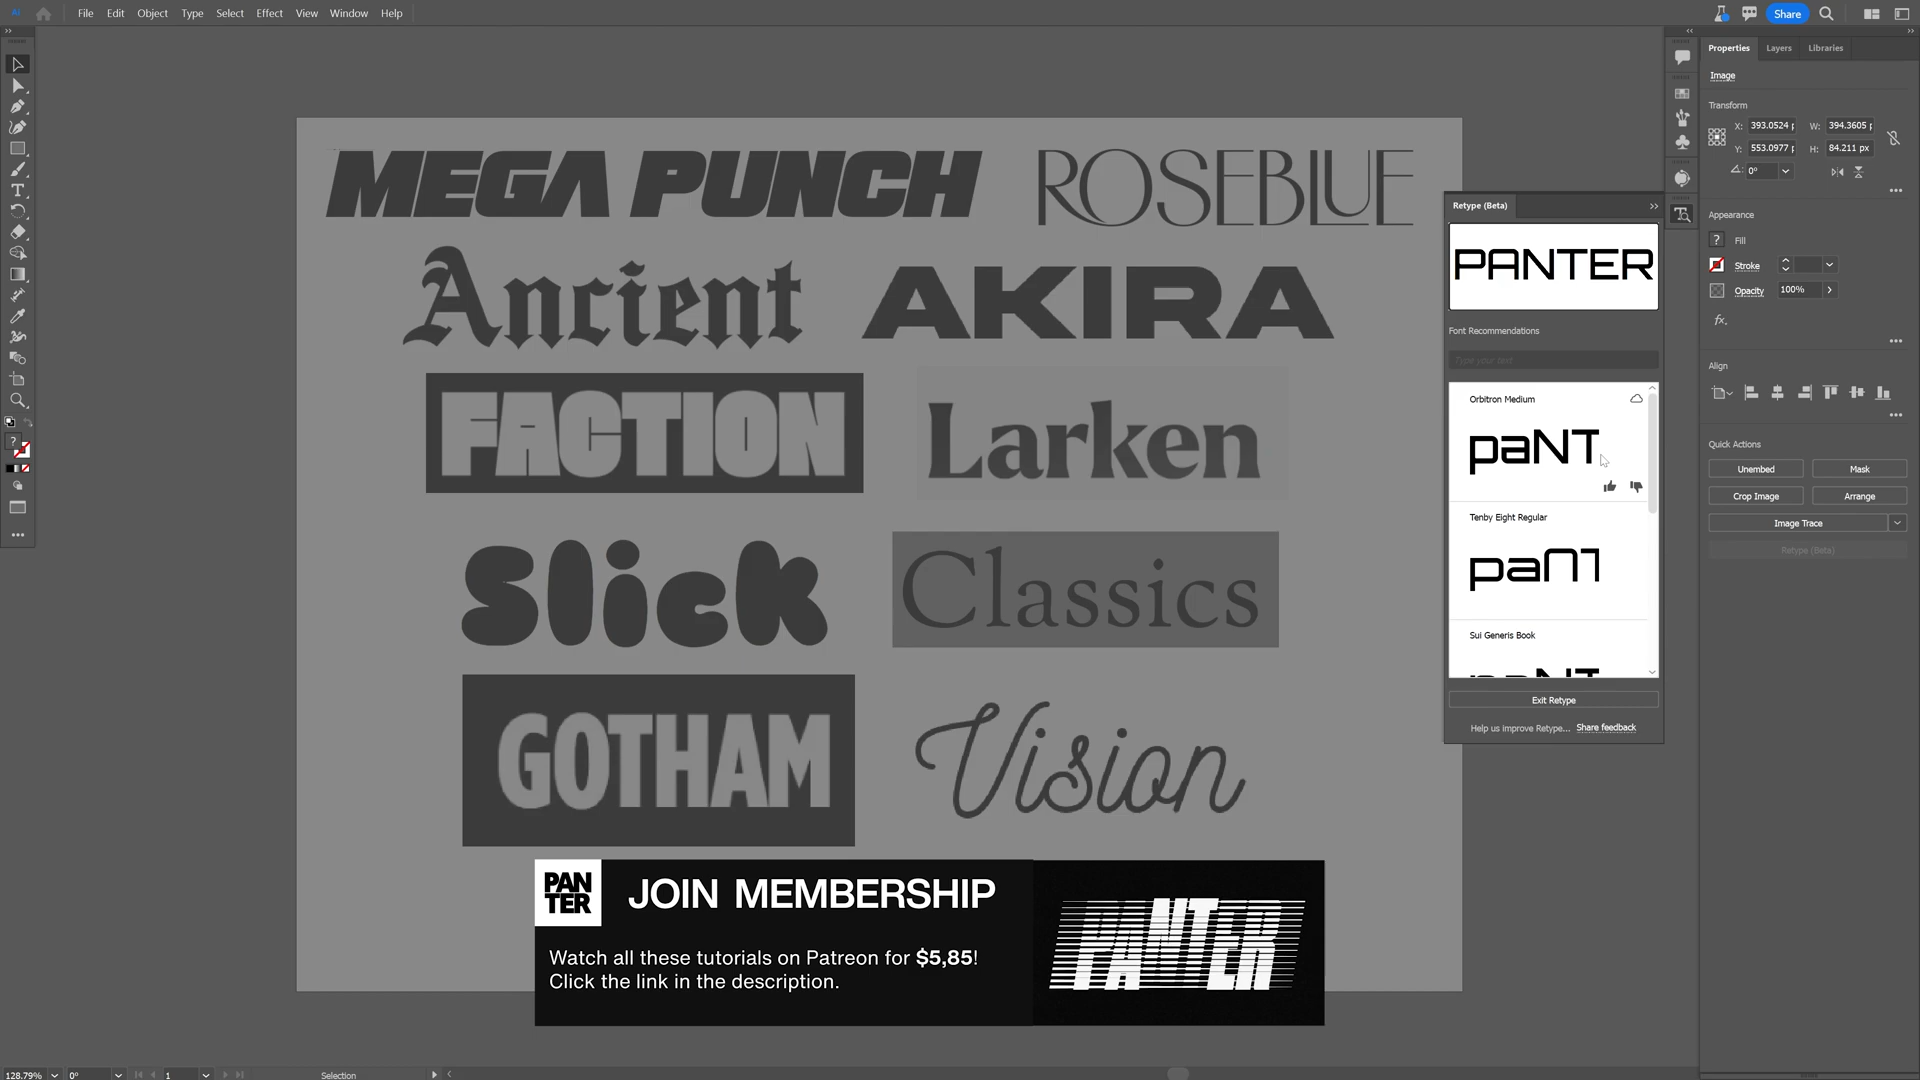 File Edit Object Type Select Effect View Window Help
Share
Properties Layers Libraries
Image
Transform
X: 393.0524 W: 394.3605
Y: 553.0977 H: 84.211 px
0°
Appearance
? Fill
Stroke
Opacity 100%
fx.
Align
Quick Actions
Unembed Mask
Crop Image Arrange
Image Trace
Retype (Beta)
MEGA PUNCH
ROSEBLUE
Ancient
AKIRA
FACTION
Larken
Slick
Classics
GOTHAM
Vision
Retype (Beta)
PANTER
Font Recommendations
Type your text
Orbitron Medium
paNT
Tenby Eight Regular
paNT
Sui Generis Book
paNT
Exit Retype
Help us improve Retype... Share feedback
PAN
TER
JOIN MEMBERSHIP
Watch all these tutorials on Patreon for $5,85!
Click the link in the description.
PANTER
128.79% 0° 1 Selection